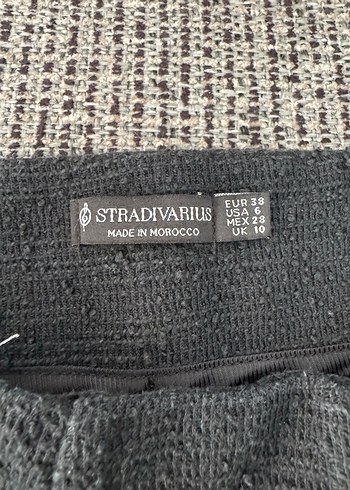 STRADIVARIUS
MADE IN MOROCCO
EUR 38
USA 6
MEX 28
UK 10